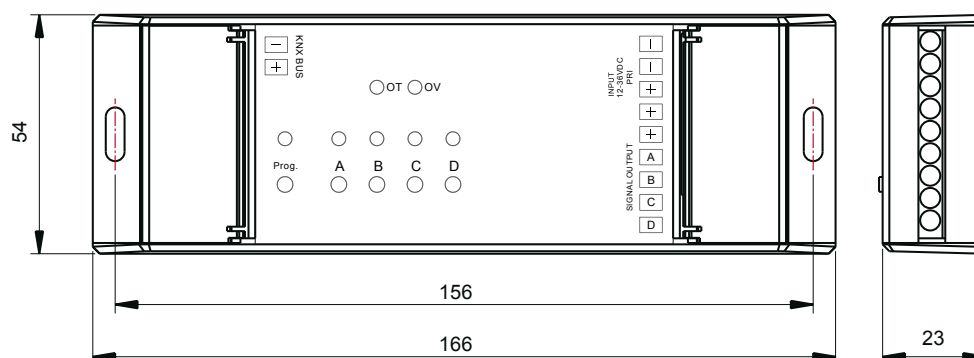 KNX BUS
−
+
OT
OV
INPUT
12-36VDC
PRI
−
−
+
+
+
SIGNAL OUTPUT
A
B
C
D
Prog.
A
B
C
D
54
156
166
23